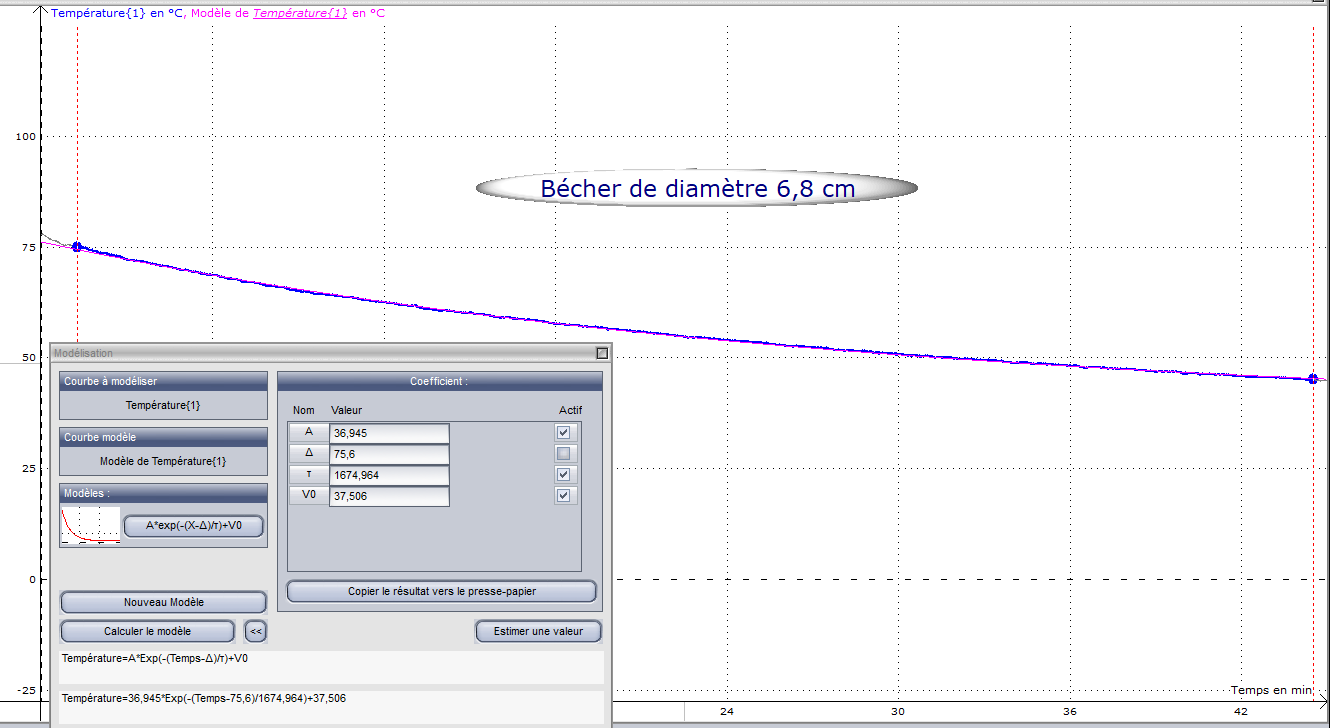 Température{1} en °C, Modèle de Température{1} en °C
100
Bécher de diamètre 6,8 cm
75
50
25
0
-25
Temps en min
24
30
36
42
Modélisation
Courbe à modéliser
Température{1}
Courbe modèle
Modèle de Température{1}
Modèles :
A*exp(-(X-Δ)/τ)+V0
Nouveau Modèle
Calculer le modèle
<<
Coefficient :
Nom Valeur Actif
A 36,945
Δ 75,6
τ 1674,964
V0 37,506
Copier le résultat vers le presse-papier
Estimer une valeur
Température=A*Exp(-(Temps-Δ)/τ)+V0
Température=36,945*Exp(-(Temps-75,6)/1674,964)+37,506